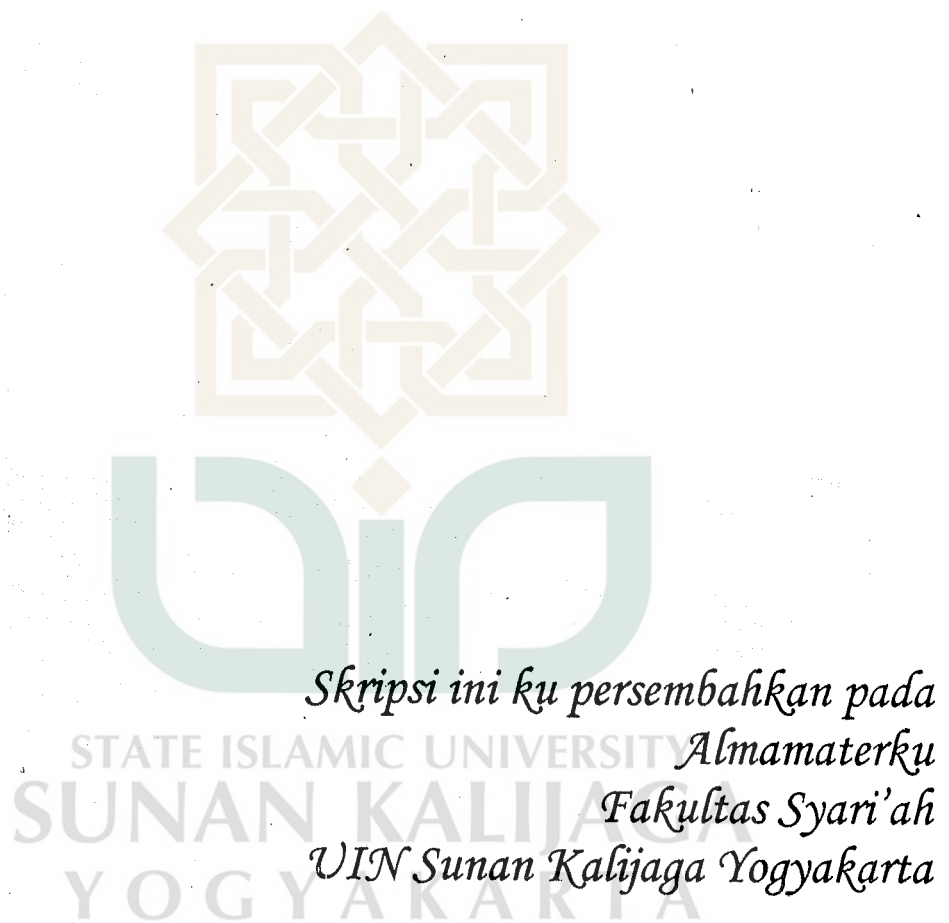 Skripsi ini ku persembahkan pada
STATE ISLAMIC UNIVERSITY
Almamaterku
SUNAN KALIJAGA
Fakultas Syari'ah
UIN Sunan Kalijaga Yogyakarta
YOGYAKARTA